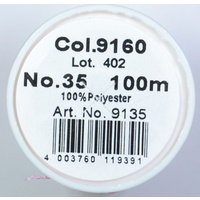 Col.9160
Lot. 402
No.35 100m
100%Polyester
Art. No. 9135
4 003760 119391